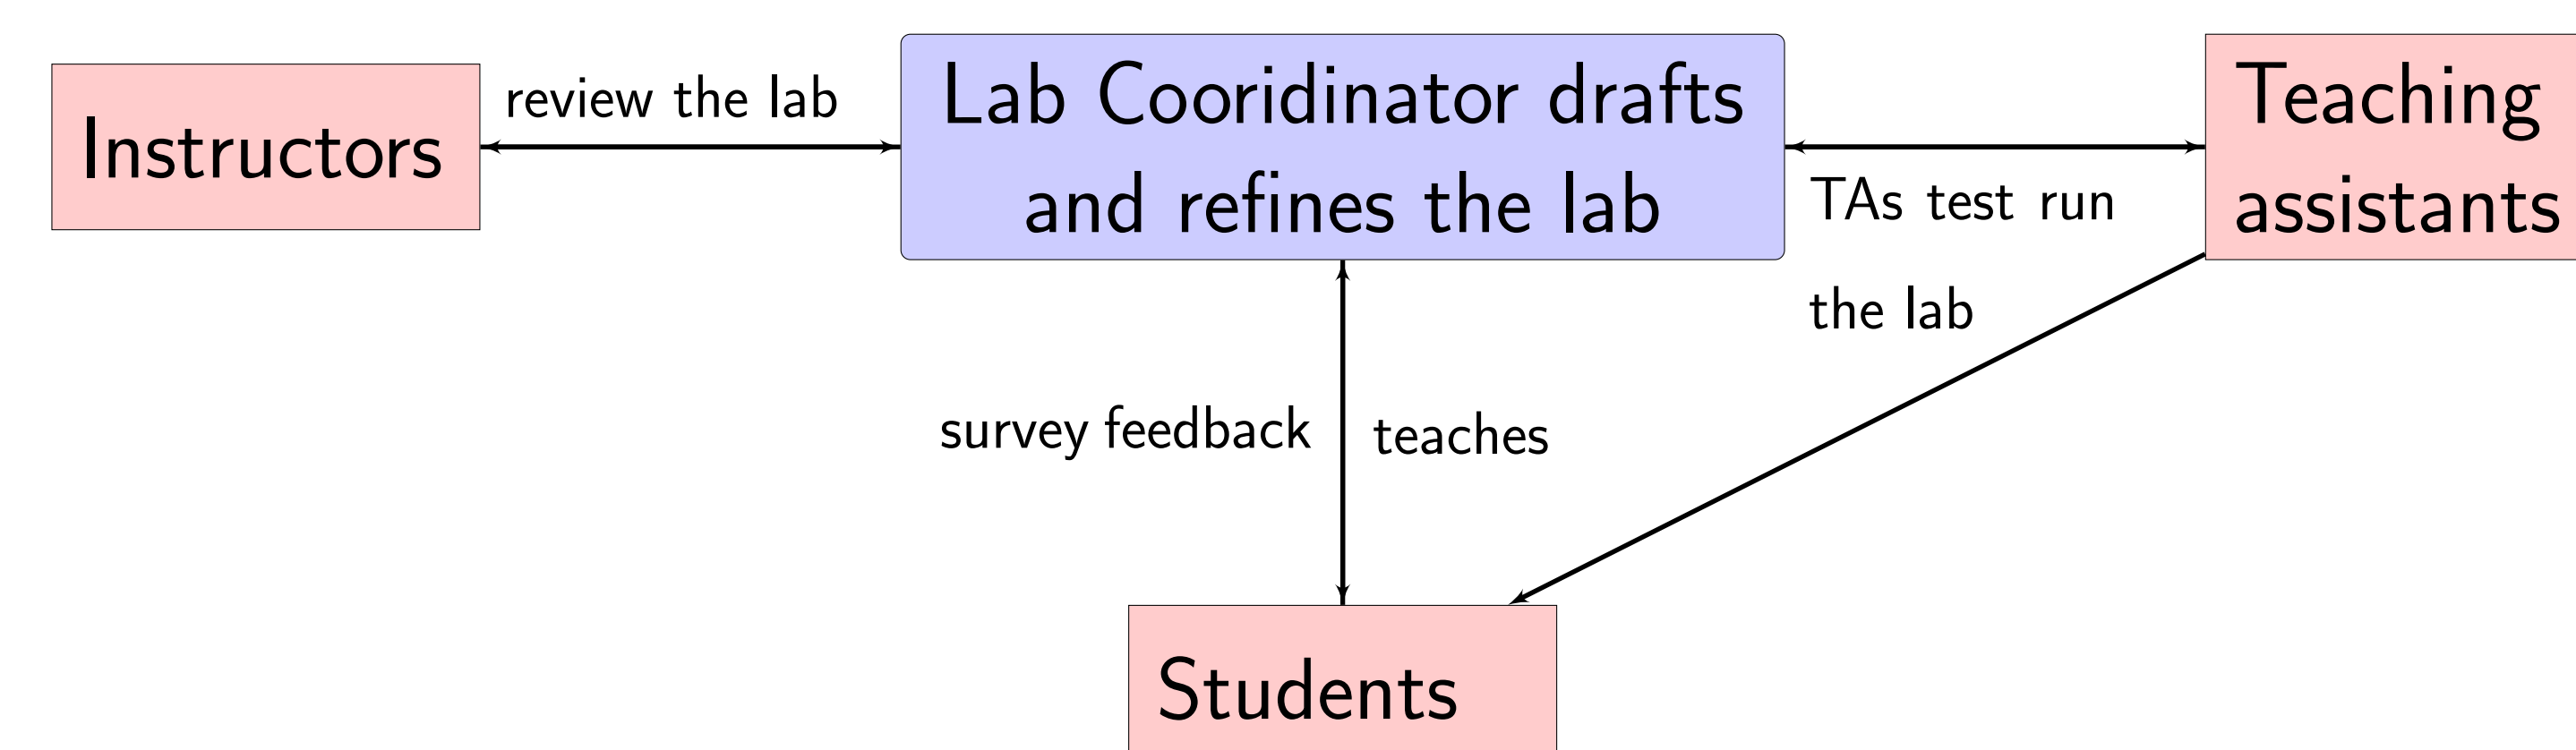 Instructors
review the lab
Lab Cooridinator drafts
and refines the lab
TAs test run
the lab
Teaching
assistants
survey feedback
teaches
Students